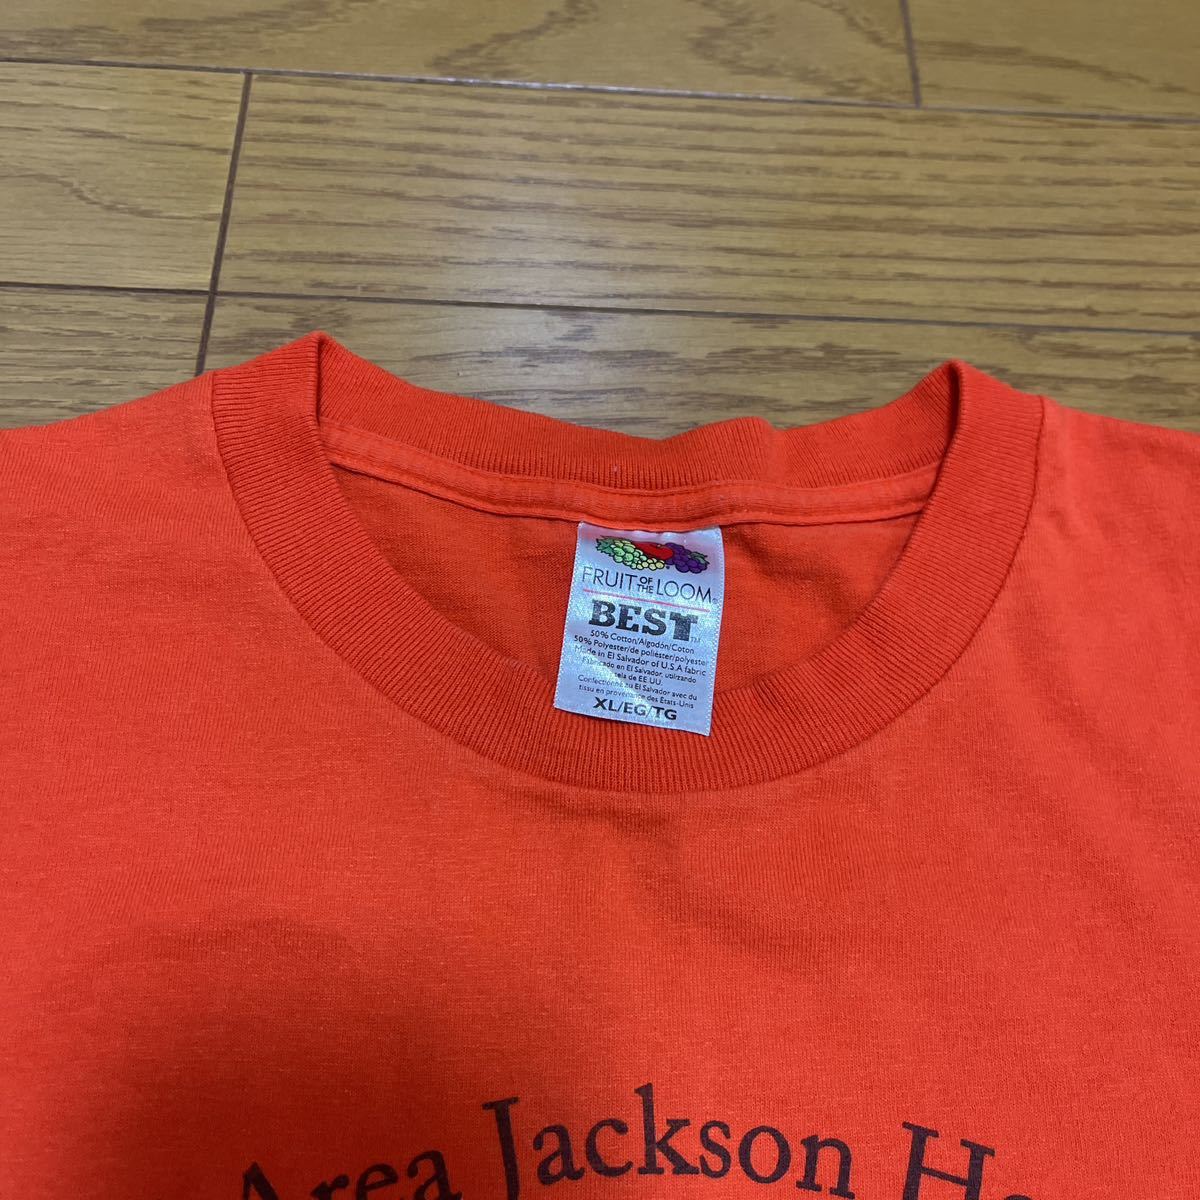 FRUIT OF THE LOOM®
BEST™
50% Cotton/Algodón/Coton
50% Polyester/de poliéster/polyester
Made in El Salvador of U.S.A fabric
Fabricado en El Salvador, utilizando
tela de EE.UU.
Confectionné au El Salvador avec du
tissu en provenance des États-Unis
XL/EG/TG
Area Jackson